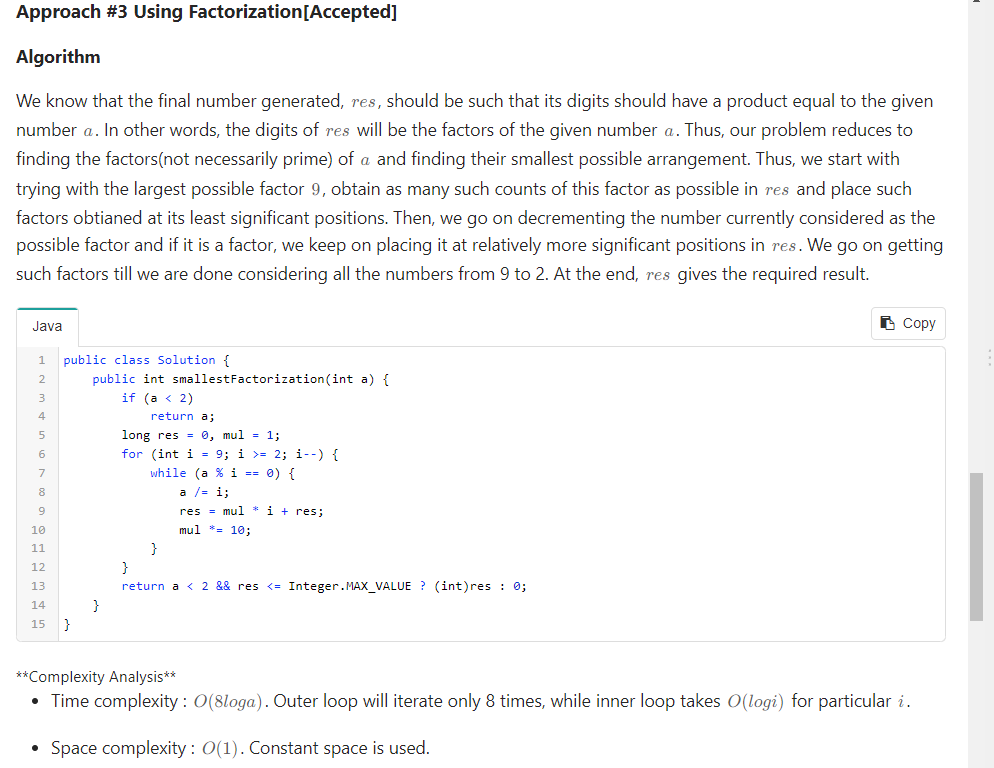 Approach #3 Using Factorization[Accepted]
Algorithm
We know that the final number generated, res, should be such that its digits should have a product equal to the given
number a. In other words, the digits of res will be the factors of the given number a. Thus, our problem reduces to
finding the factors(not necessarily prime) of a and finding their smallest possible arrangement. Thus, we start with
trying with the largest possible factor 9, obtain as many such counts of this factor as possible in res and place such
factors obtianed at its least significant positions. Then, we go on decrementing the number currently considered as the
possible factor and if it is a factor, we keep on placing it at relatively more significant positions in res. We go on getting
such factors till we are done considering all the numbers from 9 to 2. At the end, res gives the required result.
Java
Copy
1 public class Solution {
2 public int smallestFactorization(int a) {
3 if (a < 2)
4 return a;
5 long res = 0, mul = 1;
6 for (int i = 9; i >= 2; i--) {
7 while (a % i == 0) {
8 a /= i;
9 res = mul * i + res;
10 mul *= 10;
11 }
12 }
13 return a < 2 && res <= Integer.MAX_VALUE ? (int)res : 0;
14 }
15 }
**Complexity Analysis**
• Time complexity : O(8loga). Outer loop will iterate only 8 times, while inner loop takes O(logi) for particular i.
• Space complexity : O(1). Constant space is used.